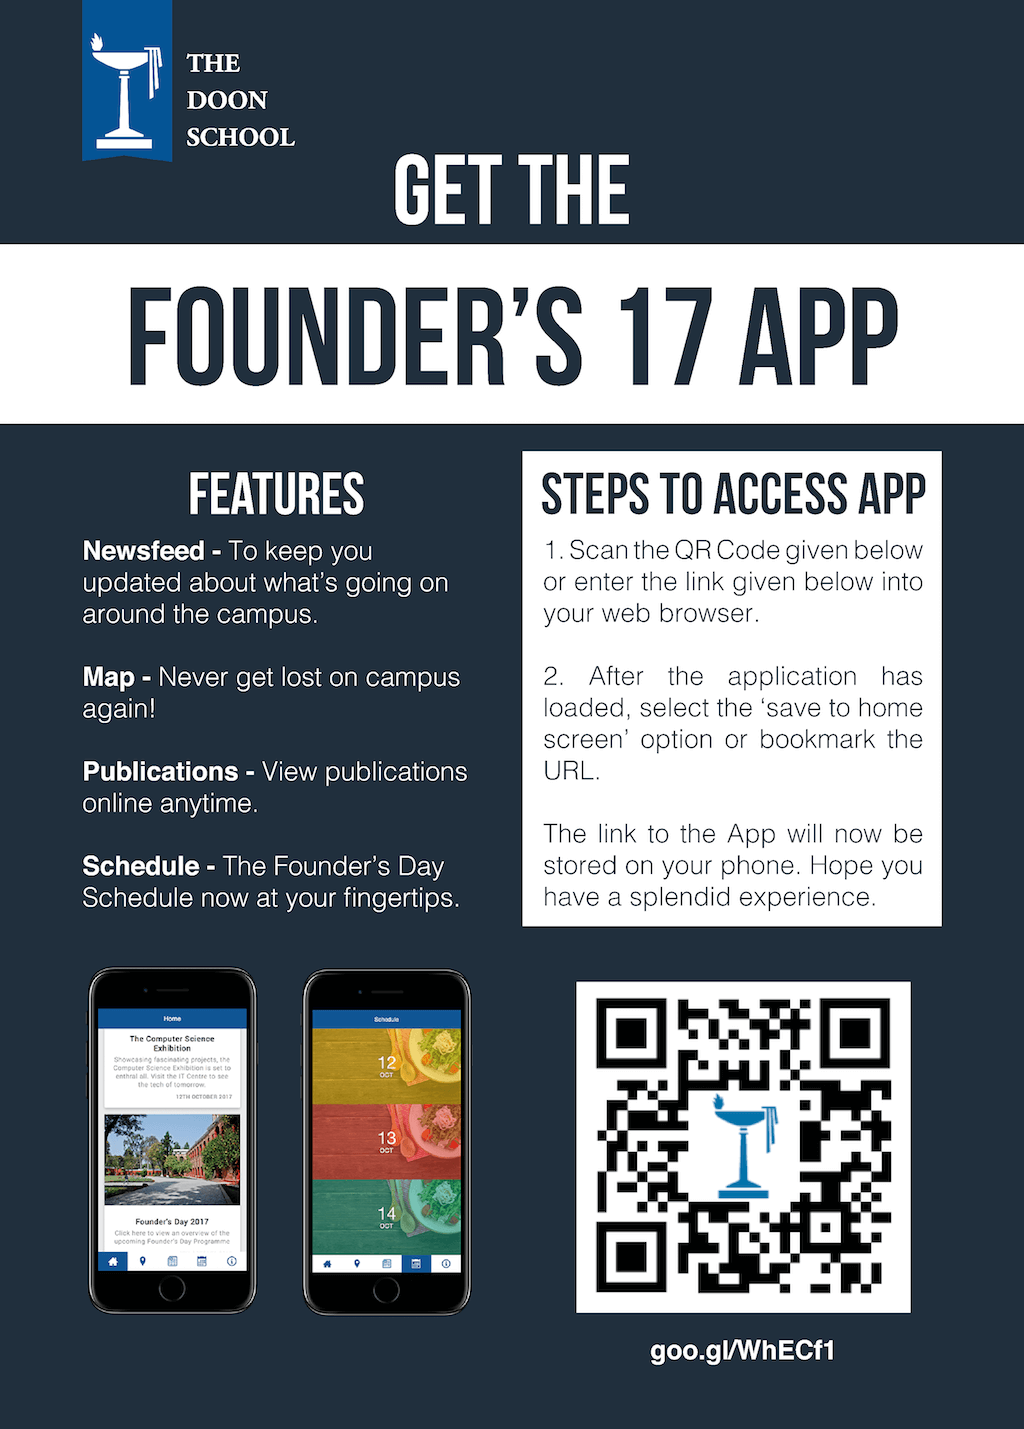 THE
DOON
SCHOOL
GET THE
FOUNDER'S 17 APP
FEATURES
Newsfeed - To keep you
updated about what's going on
around the campus.
Map - Never get lost on campus
again!
Publications - View publications
online anytime.
Schedule - The Founder's Day
Schedule now at your fingertips.
STEPS TO ACCESS APP
1. Scan the QR Code given below
or enter the link given below into
your web browser.
2. After the application has
loaded, select the ‘save to home
screen’ option or bookmark the
URL.
The link to the App will now be
stored on your phone. Hope you
have a splendid experience.
Home
The Computer Science
Exhibition
Showcasing fascinating projects, the
Computer Science Exhibition is set to
enthral all. Visit the IT Centre to see
the tech of tomorrow.
12TH OCTOBER 2017
Founder's Day 2017
Click here to view an overview of the
upcoming Founder's Day Programme
Schedule
12
OCT
13
OCT
14
OCT
goo.gl/WhECf1